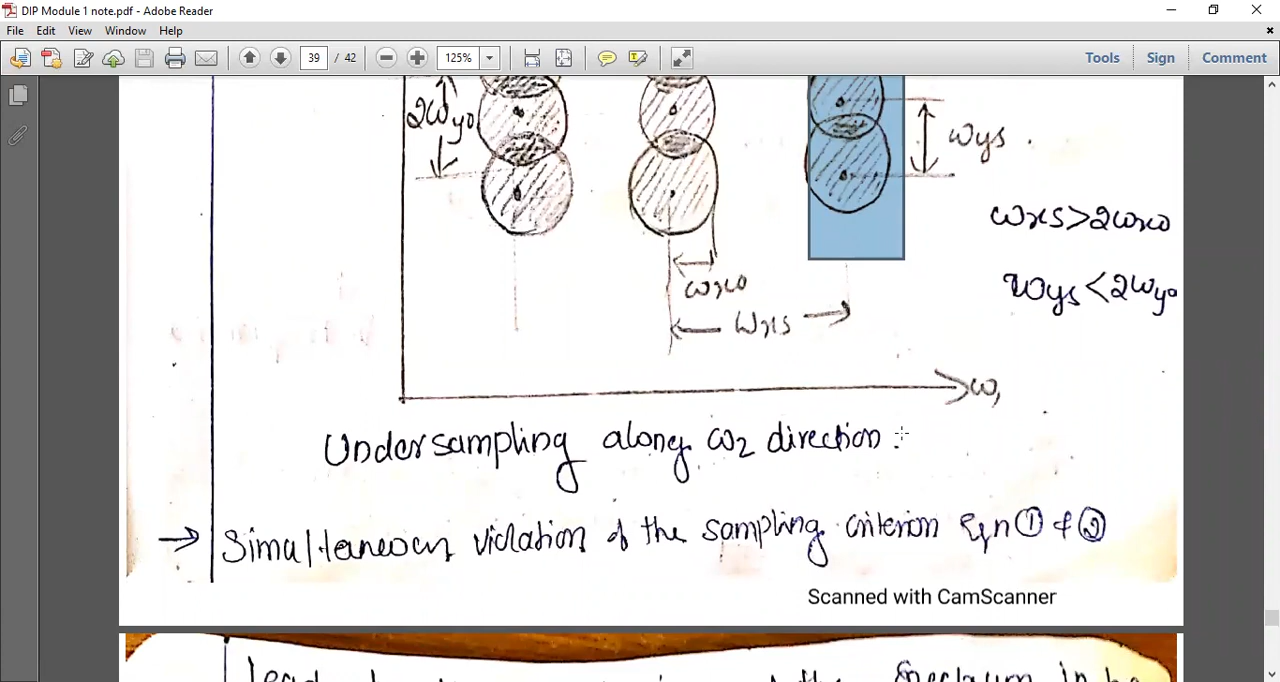 DIP Module 1 note.pdf - Adobe Reader
File Edit View Window Help
39 / 42 125% Tools Sign Comment
2ωy0
ωys
ωxs>2ωx0
ωx0
ωys<2ωy0
ωxs
ω1
Undersampling along ω2 direction :
→ Simultaneous violation of the sampling criterion Eqn ① & ②
Scanned with CamScanner
spectrum